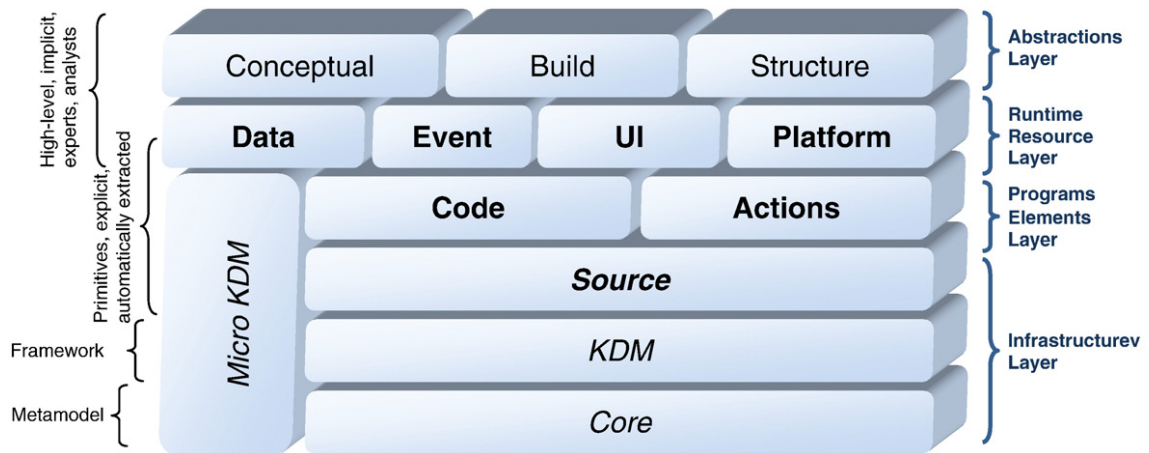 High-level, implicit,
experts, analysts
Primitives, explicit,
automatically extracted
Framework
Metamodel
Conceptual
Build
Structure
Data
Event
UI
Platform
Micro KDM
Code
Actions
Source
KDM
Core
Abstractions
Layer
Runtime
Resource
Layer
Programs
Elements
Layer
Infrastructurev
Layer